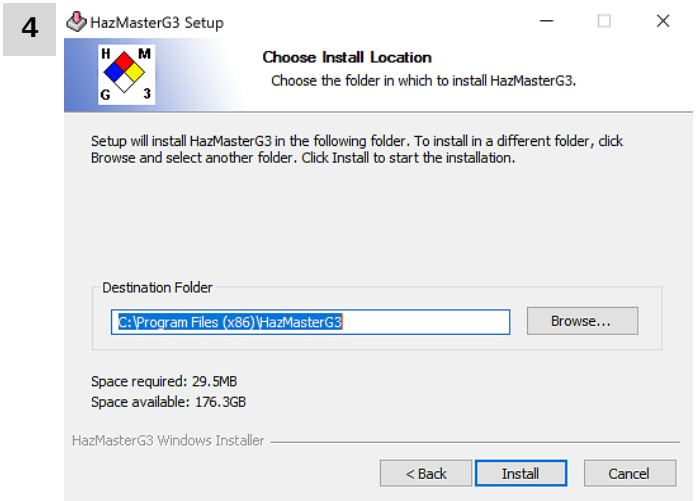 4
HazMasterG3 Setup
H M
G 3
Choose Install Location
Choose the folder in which to install HazMasterG3.
Setup will install HazMasterG3 in the following folder. To install in a different folder, click
Browse and select another folder. Click Install to start the installation.
Destination Folder
C:\Program Files (x86)\HazMasterG3
Browse...
Space required: 29.5MB
Space available: 176.3GB
HazMasterG3 Windows Installer
< Back Install Cancel